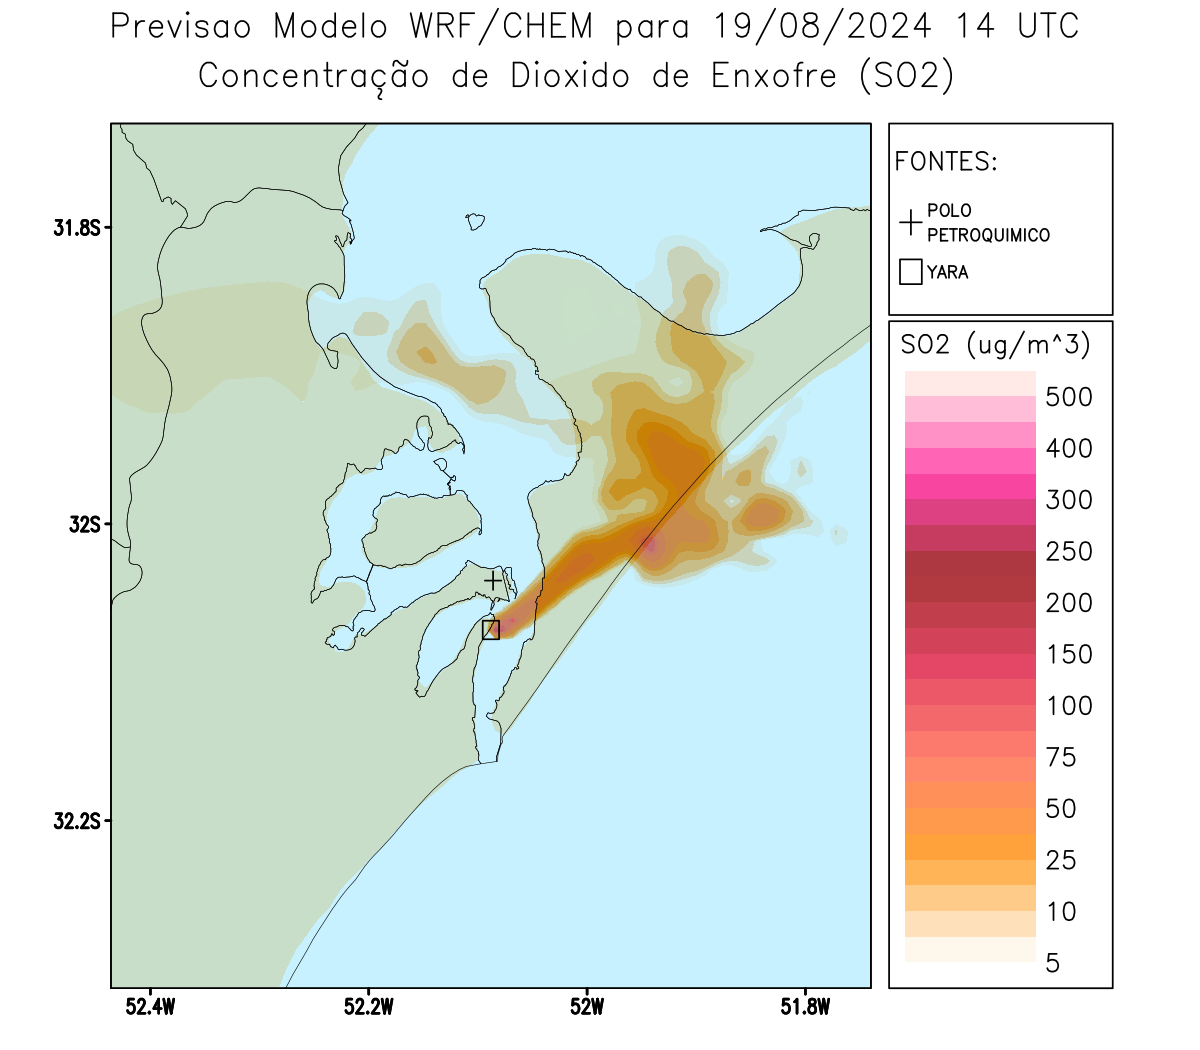 Previsao Modelo WRF/CHEM para 19/08/2024 14 UTC
Concentração de Dioxido de Enxofre (SO2)
FONTES:
POLO
PETROQUIMICO
YARA
31.8S
32S
32.2S
52.4W
52.2W
52W
51.8W
SO2 (ug/m^3)
500
400
300
250
200
150
100
75
50
25
10
5